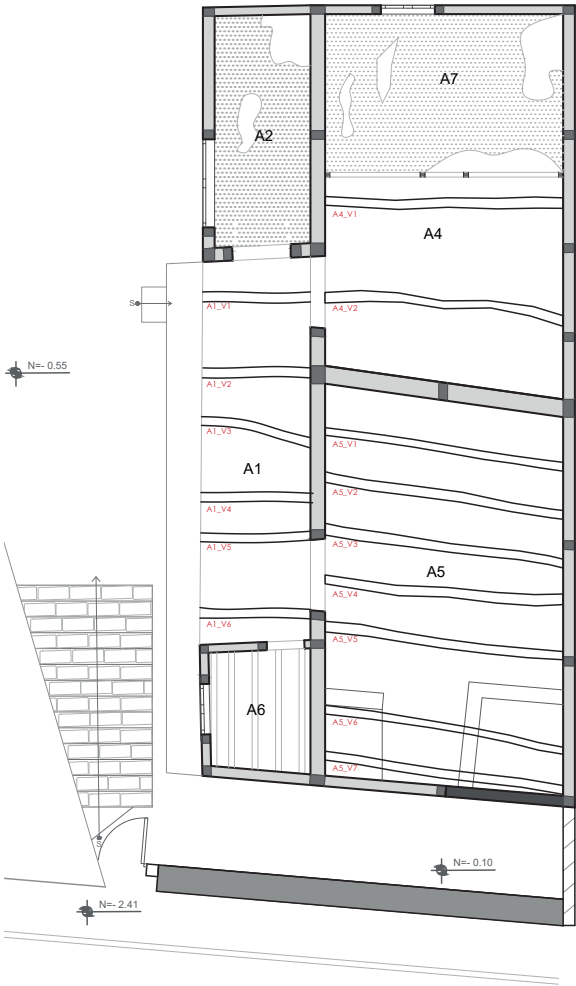 A7
A2
A4_V1
A4
S
A1_V1
A4_V2
N=- 0.55
A1_V2
A1_V3
A5_V1
A1
A5_V2
A1_V4
A1_V5
A5_V3
A5
A5_V4
A1_V6
A5_V5
A6
A5_V6
A5_V7
S
N=- 0.10
N=- 2.41